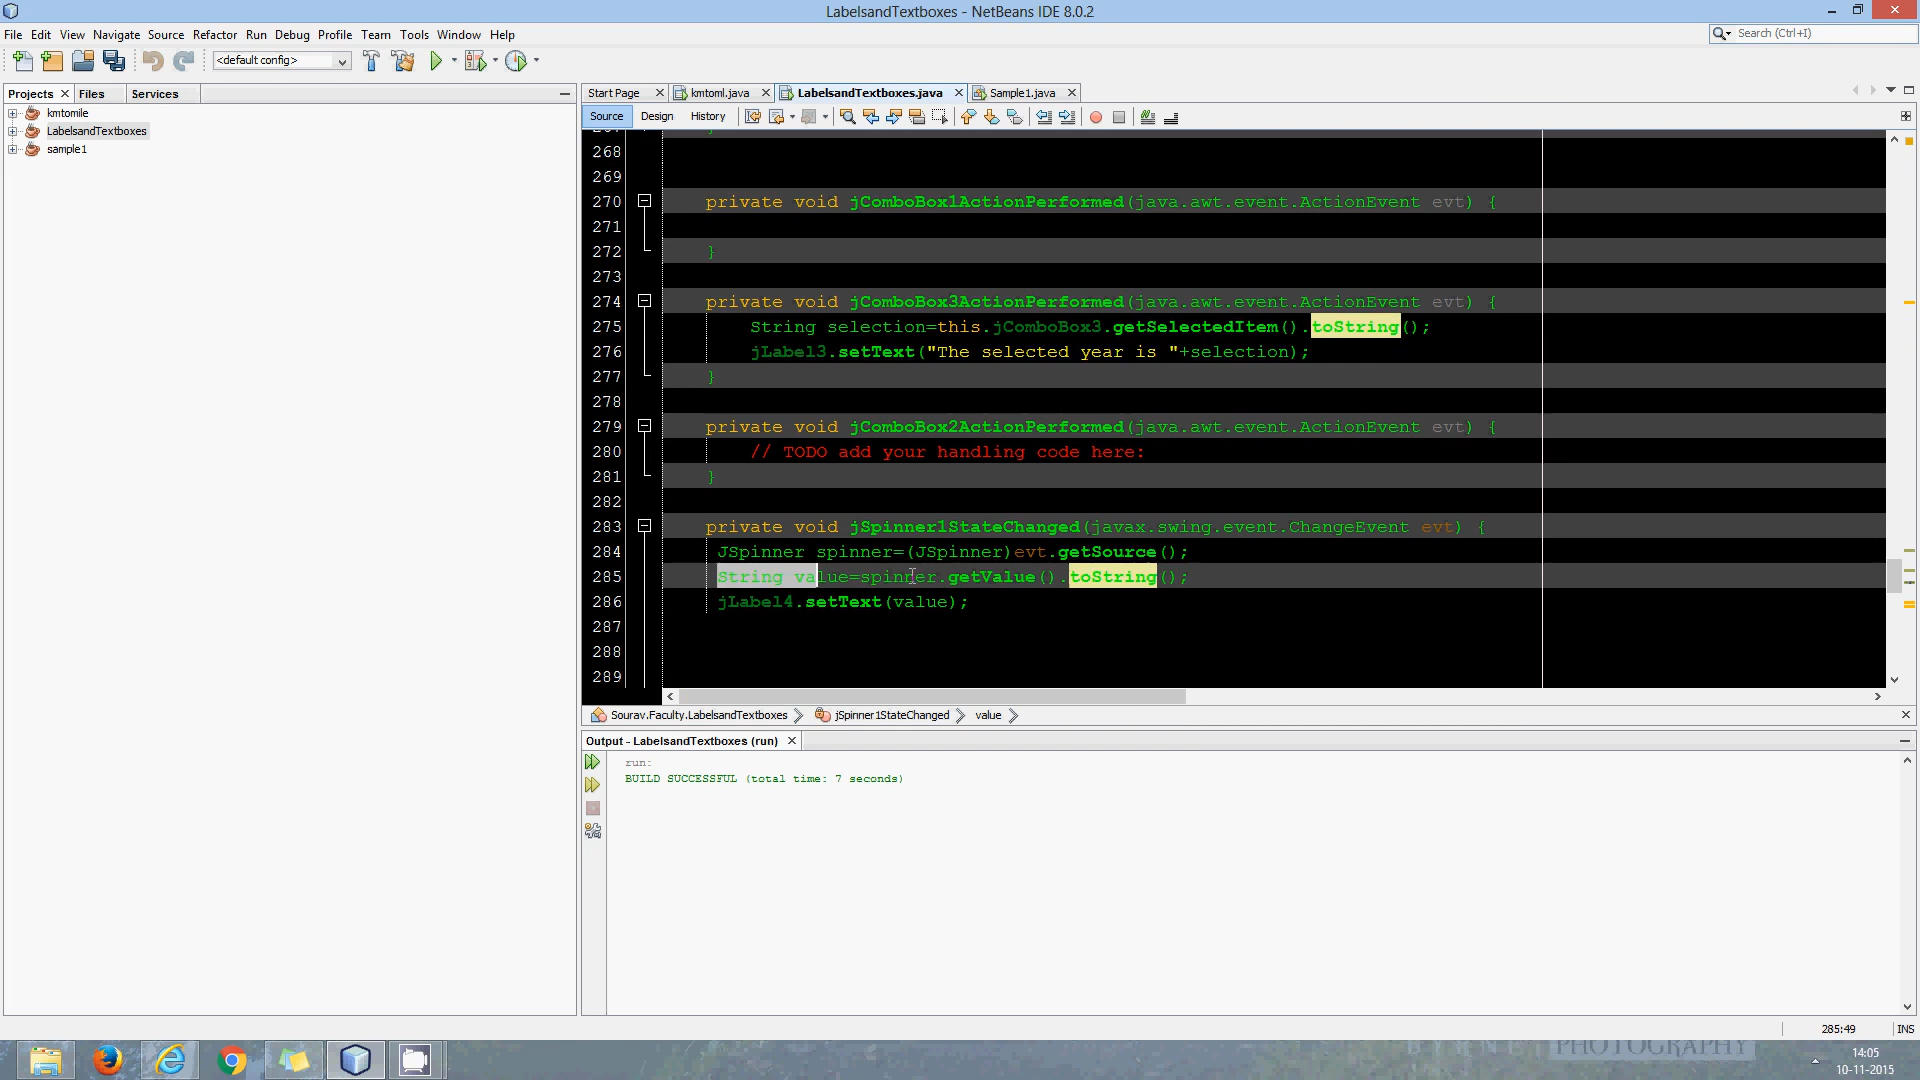 LabelsandTextboxes - NetBeans IDE 8.0.2
File Edit View Navigate Source Refactor Run Debug Profile Team Tools Window Help
Search (Ctrl+I)
<default config>
Projects Files Services
kmtomile
LabelsandTextboxes
sample1
Start Page kmtoml.java LabelsandTextboxes.java Sample1.java
Source Design History
268
269
270 private void jComboBox1ActionPerformed(java.awt.event.ActionEvent evt) {
271
272 }
273
274 private void jComboBox3ActionPerformed(java.awt.event.ActionEvent evt) {
275 String selection=this.jComboBox3.getSelectedItem().toString();
276 jLabel3.setText("The selected year is "+selection);
277 }
278
279 private void jComboBox2ActionPerformed(java.awt.event.ActionEvent evt) {
280 // TODO add your handling code here:
281 }
282
283 private void jSpinner1StateChanged(javax.swing.event.ChangeEvent evt) {
284 JSpinner spinner=(JSpinner)evt.getSource();
285 String value=spinner.getValue().toString();
286 jLabel4.setText(value);
287
288
289
Sourav.Faculty.LabelsandTextboxes jSpinner1StateChanged value
Output - LabelsandTextboxes (run)
run:
BUILD SUCCESSFUL (total time: 7 seconds)
285:49 INS
PHOTOGRAPHY
14:05
10-11-2015